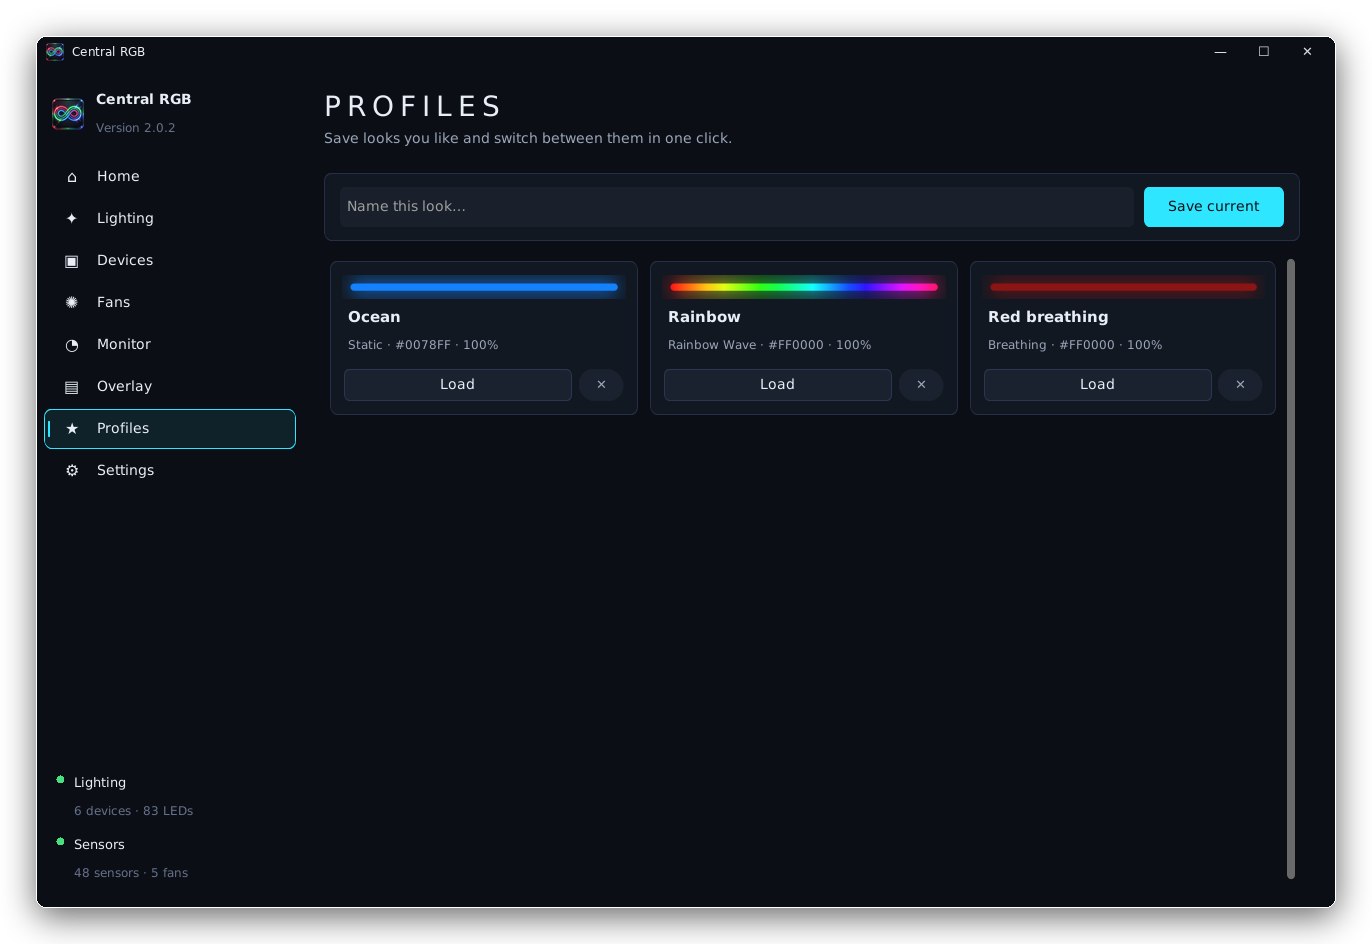 Central RGB
Central RGB
Version 2.0.2
Home
Lighting
Devices
Fans
Monitor
Overlay
Profiles
Settings
Lighting
6 devices · 83 LEDs
Sensors
48 sensors · 5 fans
PROFILES
Save looks you like and switch between them in one click.
Name this look...
Save current
Ocean
Static · #0078FF · 100%
Load
Rainbow
Rainbow Wave · #FF0000 · 100%
Load
Red breathing
Breathing · #FF0000 · 100%
Load